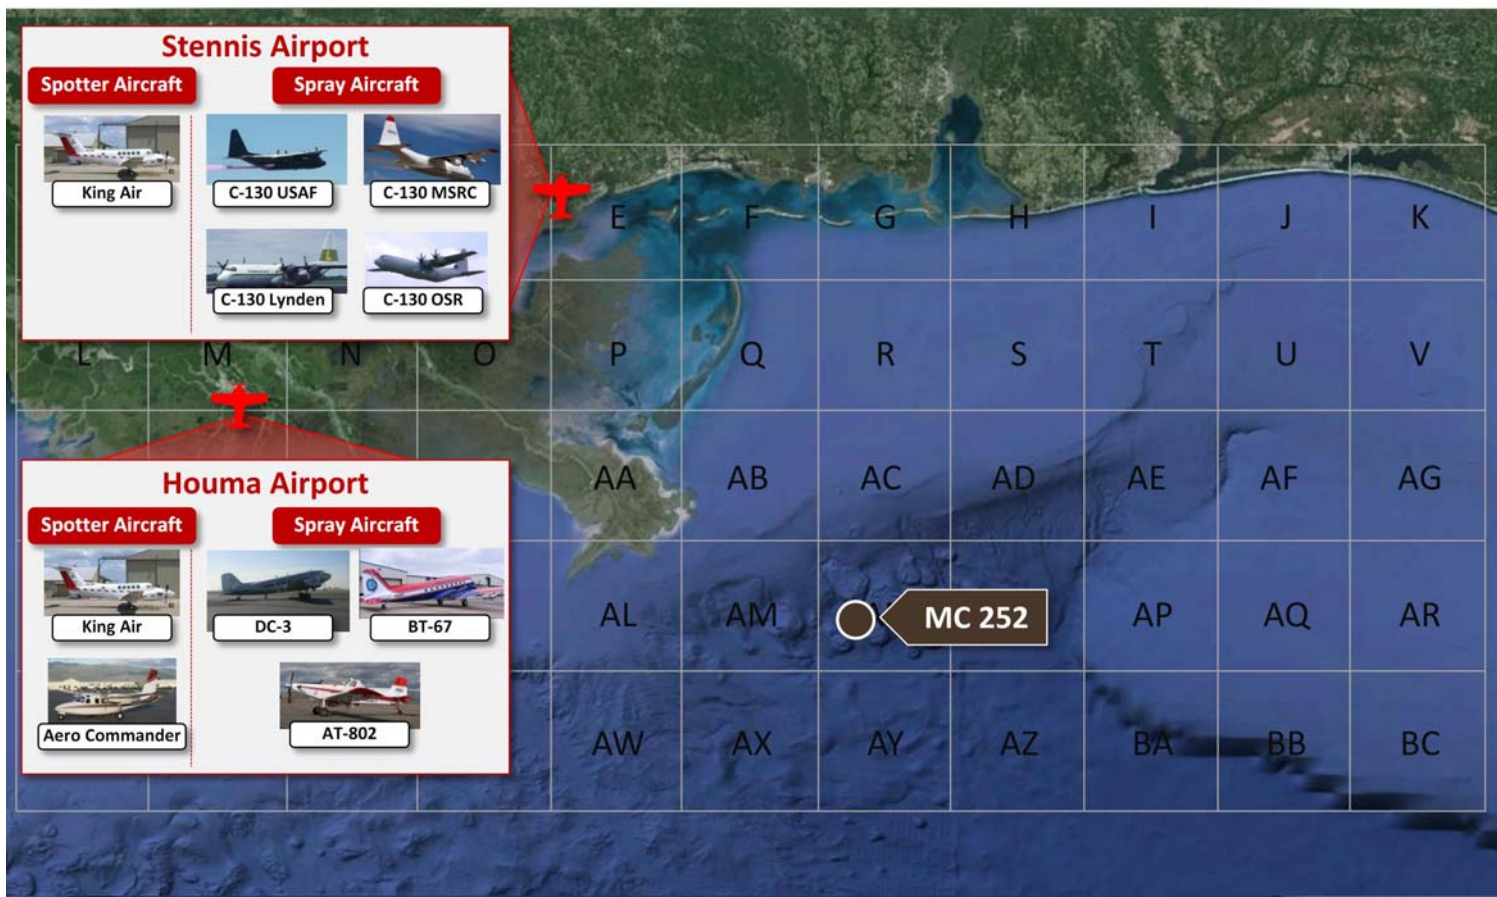 Stennis Airport
Spotter Aircraft
Spray Aircraft
King Air
C-130 USAF
C-130 MSRC
C-130 Lynden
C-130 OSR
E F G H I J K
L M N O P Q R S T U V
Houma Airport
Spotter Aircraft
Spray Aircraft
King Air
DC-3
BT-67
Aero Commander
AT-802
AA AB AC AD AE AF AG
AL AM AP AQ AR
MC 252
AW AX AY AZ BA BB BC